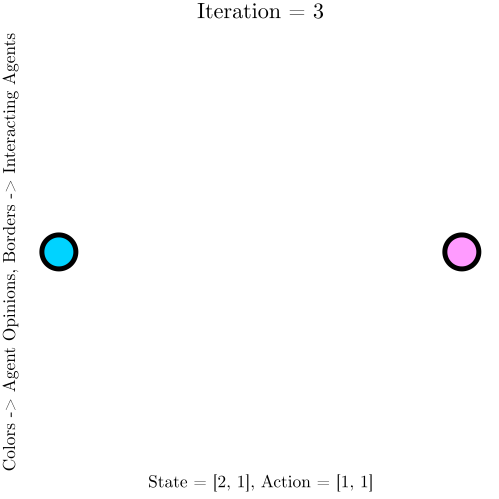 Iteration = 3
Colors -> Agent Opinions, Borders -> Interacting Agents
State = [2, 1], Action = [1, 1]